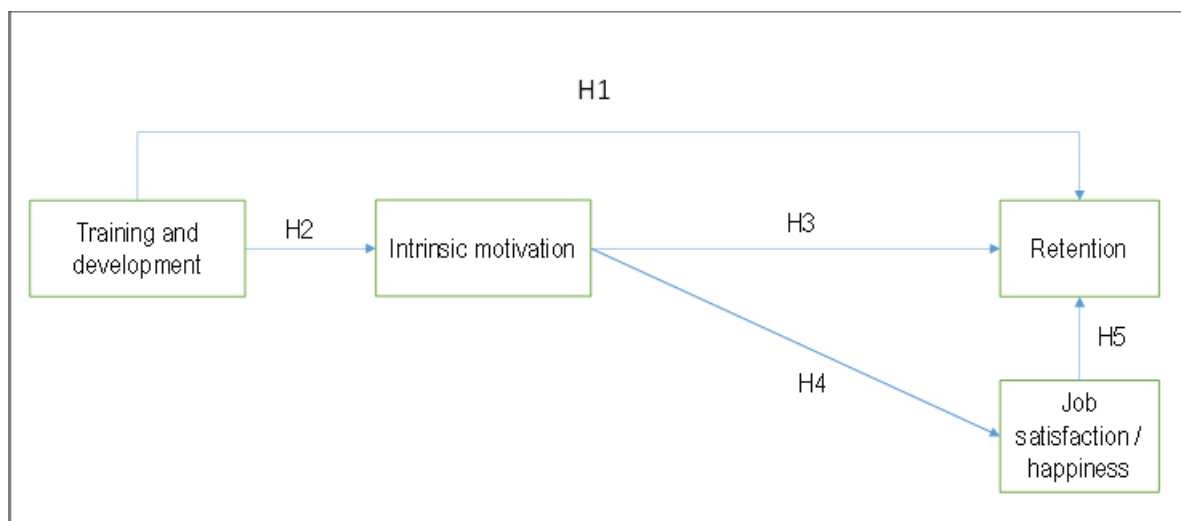 H1
Training and
development
H2
Intrinsic motivation
H3
Retention
H4
H5
Job
satisfaction /
happiness